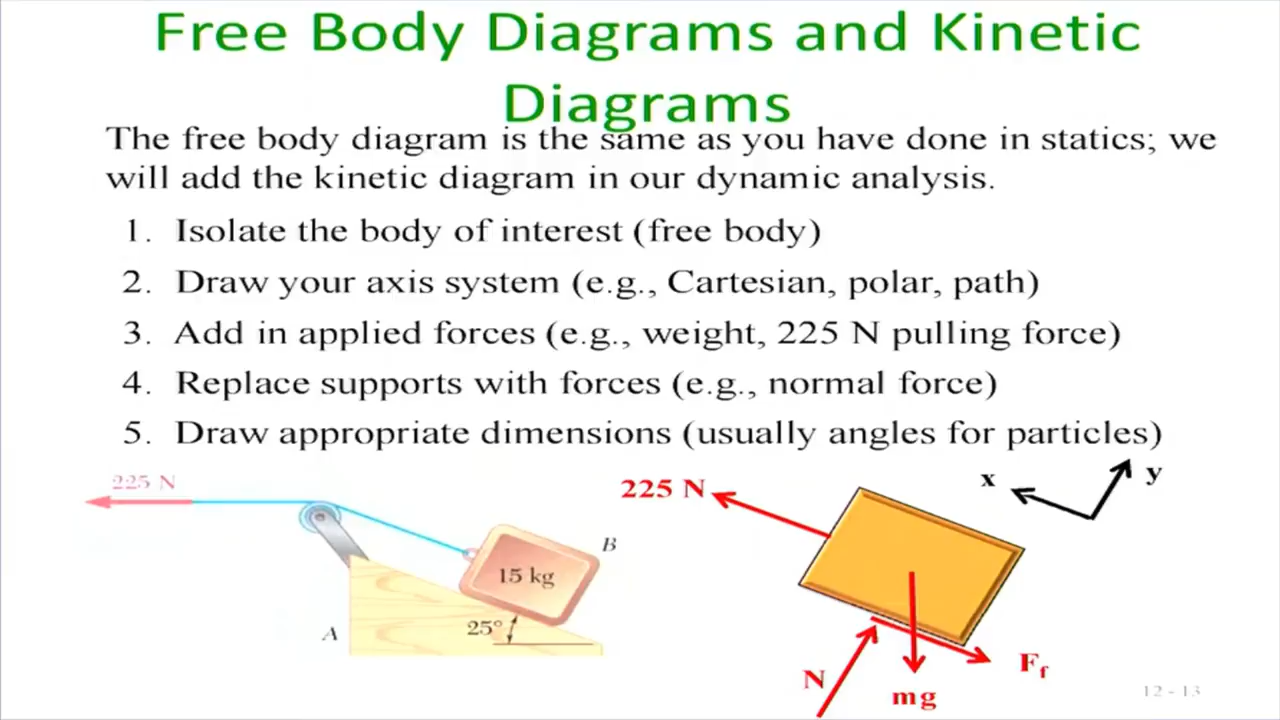 Free Body Diagrams and Kinetic
Diagrams
The free body diagram is the same as you have done in statics; we
will add the kinetic diagram in our dynamic analysis.
1. Isolate the body of interest (free body)
2. Draw your axis system (e.g., Cartesian, polar, path)
3. Add in applied forces (e.g., weight, 225 N pulling force)
4. Replace supports with forces (e.g., normal force)
5. Draw appropriate dimensions (usually angles for particles)
225 N
B
15 kg
A
25°
225 N
x
y
N
mg
Ff
12 - 13